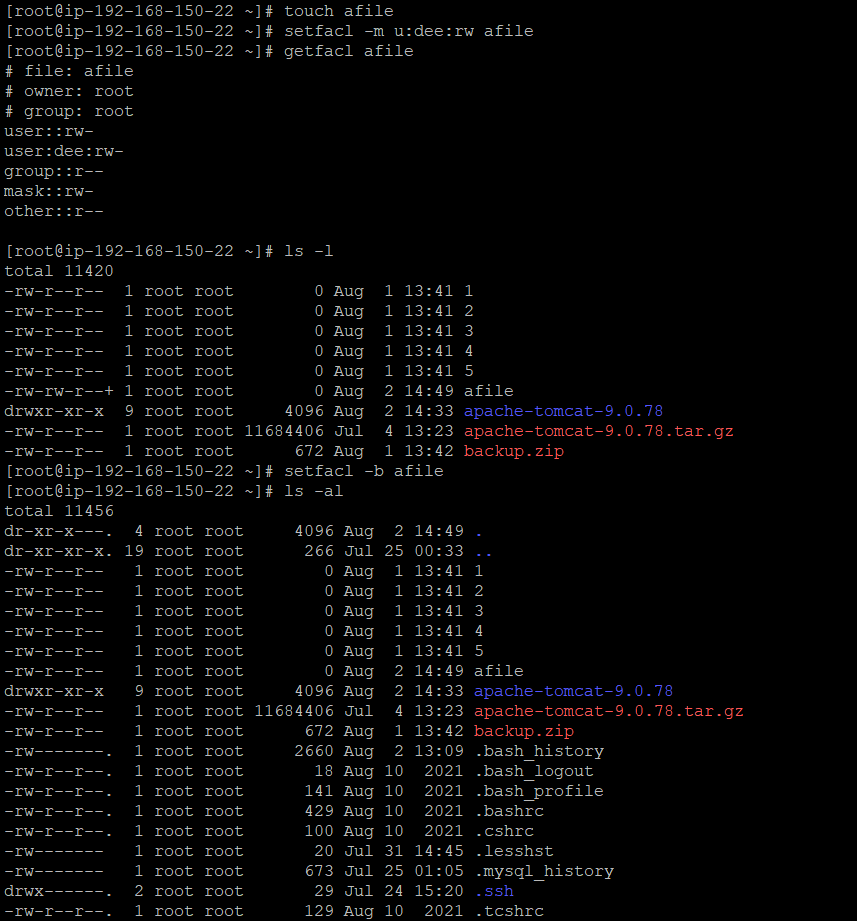 [root@ip-192-168-150-22 ~]# touch afile
[root@ip-192-168-150-22 ~]# setfacl -m u:dee:rw afile
[root@ip-192-168-150-22 ~]# getfacl afile
# file: afile
# owner: root
# group: root
user::rw-
user:dee:rw-
group::r--
mask::rw-
other::r--

[root@ip-192-168-150-22 ~]# ls -l
total 11420
-rw-r--r--  1 root root        0 Aug  1 13:41 1
-rw-r--r--  1 root root        0 Aug  1 13:41 2
-rw-r--r--  1 root root        0 Aug  1 13:41 3
-rw-r--r--  1 root root        0 Aug  1 13:41 4
-rw-r--r--  1 root root        0 Aug  1 13:41 5
-rw-rw-r--+ 1 root root        0 Aug  2 14:49 afile
drwxr-xr-x  9 root root     4096 Aug  2 14:33 apache-tomcat-9.0.78
-rw-r--r--  1 root root 11684406 Jul  4 13:23 apache-tomcat-9.0.78.tar.gz
-rw-r--r--  1 root root      672 Aug  1 13:42 backup.zip
[root@ip-192-168-150-22 ~]# setfacl -b afile
[root@ip-192-168-150-22 ~]# ls -al
total 11456
dr-xr-x---.  4 root root     4096 Aug  2 14:49 .
dr-xr-xr-x. 19 root root      266 Jul 25 00:33 ..
-rw-r--r--   1 root root        0 Aug  1 13:41 1
-rw-r--r--   1 root root        0 Aug  1 13:41 2
-rw-r--r--   1 root root        0 Aug  1 13:41 3
-rw-r--r--   1 root root        0 Aug  1 13:41 4
-rw-r--r--   1 root root        0 Aug  1 13:41 5
-rw-r--r--   1 root root        0 Aug  2 14:49 afile
drwxr-xr-x   9 root root     4096 Aug  2 14:33 apache-tomcat-9.0.78
-rw-r--r--   1 root root 11684406 Jul  4 13:23 apache-tomcat-9.0.78.tar.gz
-rw-r--r--   1 root root      672 Aug  1 13:42 backup.zip
-rw-------.  1 root root     2660 Aug  2 13:09 .bash_history
-rw-r--r--.  1 root root       18 Aug 10  2021 .bash_logout
-rw-r--r--.  1 root root      141 Aug 10  2021 .bash_profile
-rw-r--r--.  1 root root      429 Aug 10  2021 .bashrc
-rw-r--r--.  1 root root      100 Aug 10  2021 .cshrc
-rw-------   1 root root       20 Jul 31 14:45 .lesshst
-rw-------   1 root root      673 Jul 25 01:05 .mysql_history
drwx------.  2 root root       29 Jul 24 15:20 .ssh
-rw-r--r--.  1 root root      129 Aug 10  2021 .tcshrc